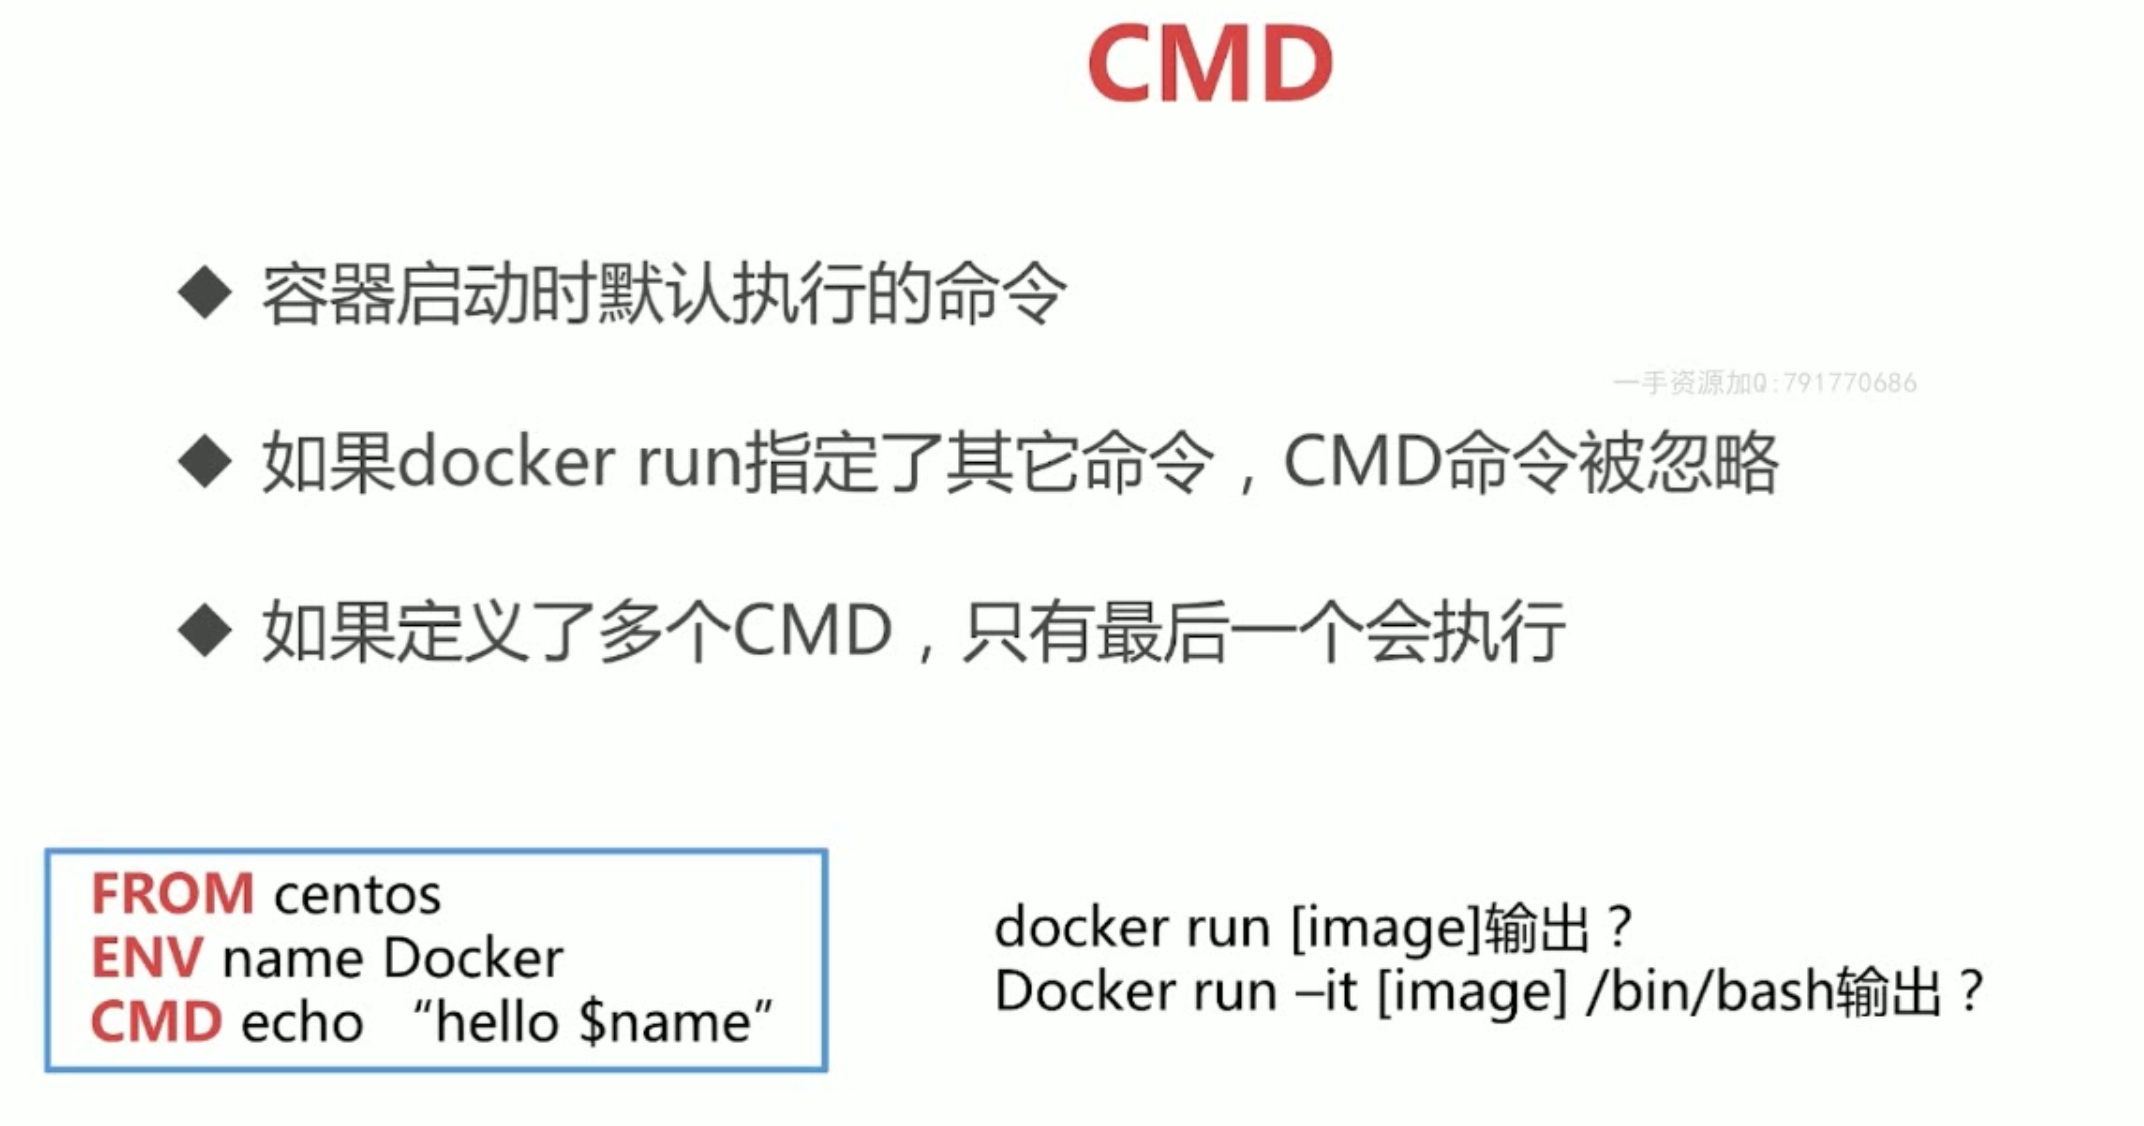 CMD
◆ 容器启动时默认执行的命令
一手资源加Q:791770686
◆ 如果docker run指定了其它命令，CMD命令被忽略
◆ 如果定义了多个CMD，只有最后一个会执行
FROM centos
ENV name Docker
CMD echo “hello $name”
docker run [image]输出？
Docker run –it [image] /bin/bash输出？